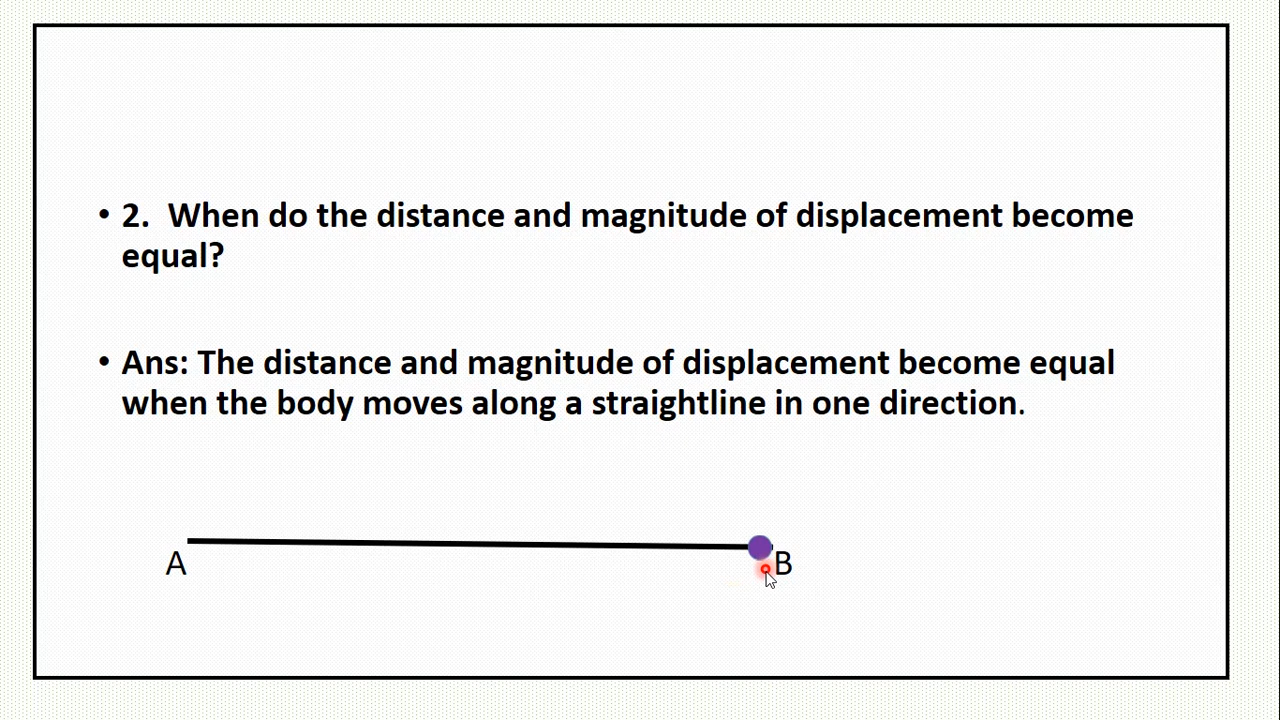 • 2.  When do the distance and magnitude of displacement become
equal?
• Ans: The distance and magnitude of displacement become equal
when the body moves along a straightline in one direction.
A
B